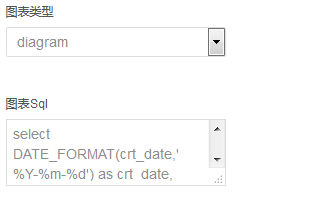 图表类型
diagram
图表Sql
select
DATE_FORMAT(crt_date,'
%Y-%m-%d') as crt_date,